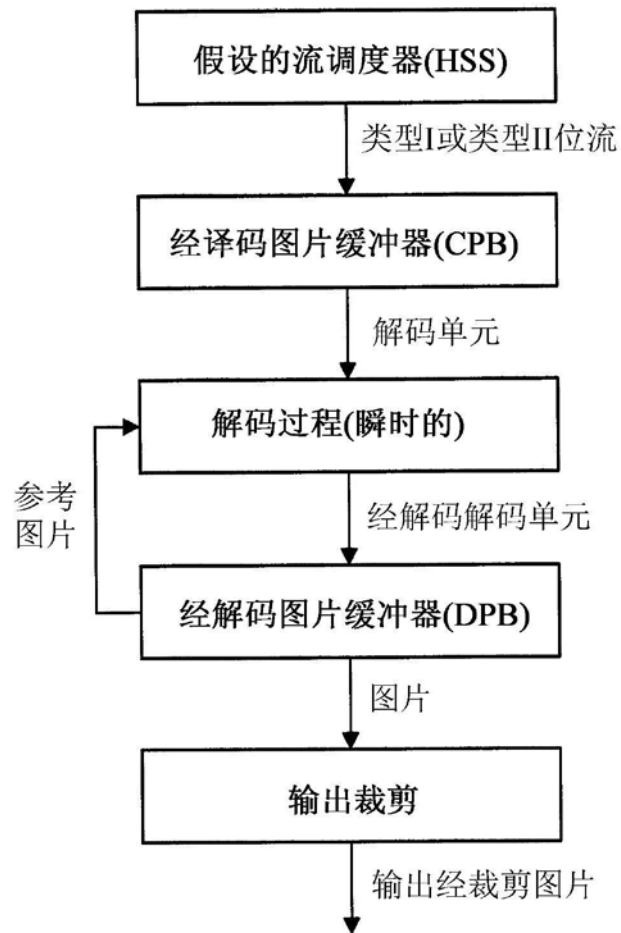 假设的流调度器(HSS)
类型I或类型II位流
经译码图片缓冲器(CPB)
解码单元
解码过程(瞬时的)
参考
图片
经解码解码单元
经解码图片缓冲器(DPB)
图片
输出裁剪
输出经裁剪图片